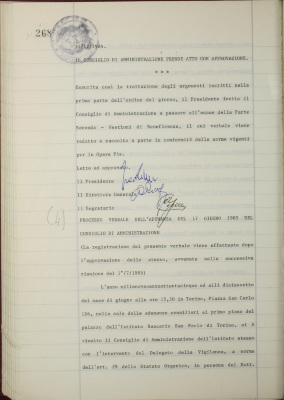 268
IL CONSIGLIO DI AMMINISTRAZIONE PRENDE ATTO CON APPROVAZIONE.
* * *
Esaurita così la trattazione degli argomenti iscritti nella
prima parte dell'ordine del giorno, il Presidente invita il
Consiglio di Amministrazione a passare all'esame della Parte
Seconda - Gestioni di Beneficenza, il cui verbale viene
redatto e raccolto a parte in conformità delle norme vigenti
per le Opere Pie.
Letto ed approvato.
Il Presidente
Il Direttore Generale
Il Segretario
(4)
PROCESSO VERBALE DELL'ADUNANZA DEL 17 GIUGNO 1985 DEL
CONSIGLIO DI AMMINISTRAZIONE
(La registrazione del presente verbale viene effettuata dopo
l'approvazione dello stesso, avvenuta nella successiva
riunione del 1°/7/1985)
L'anno millenovecentottantacinque ed alli diciassette
del mese di giugno alle ore 15,30 in Torino, Piazza San Carlo
156, nella sala delle adunanze consiliari al primo piano del
palazzo dell'Istituto Bancario San Paolo di Torino, si è
riunito il Consiglio di Amministrazione dell'Istituto stesso
con l'intervento del Delegato della Vigilanza, a norma
dell'art. 29 dello Statuto Organico, in persona del Dott.